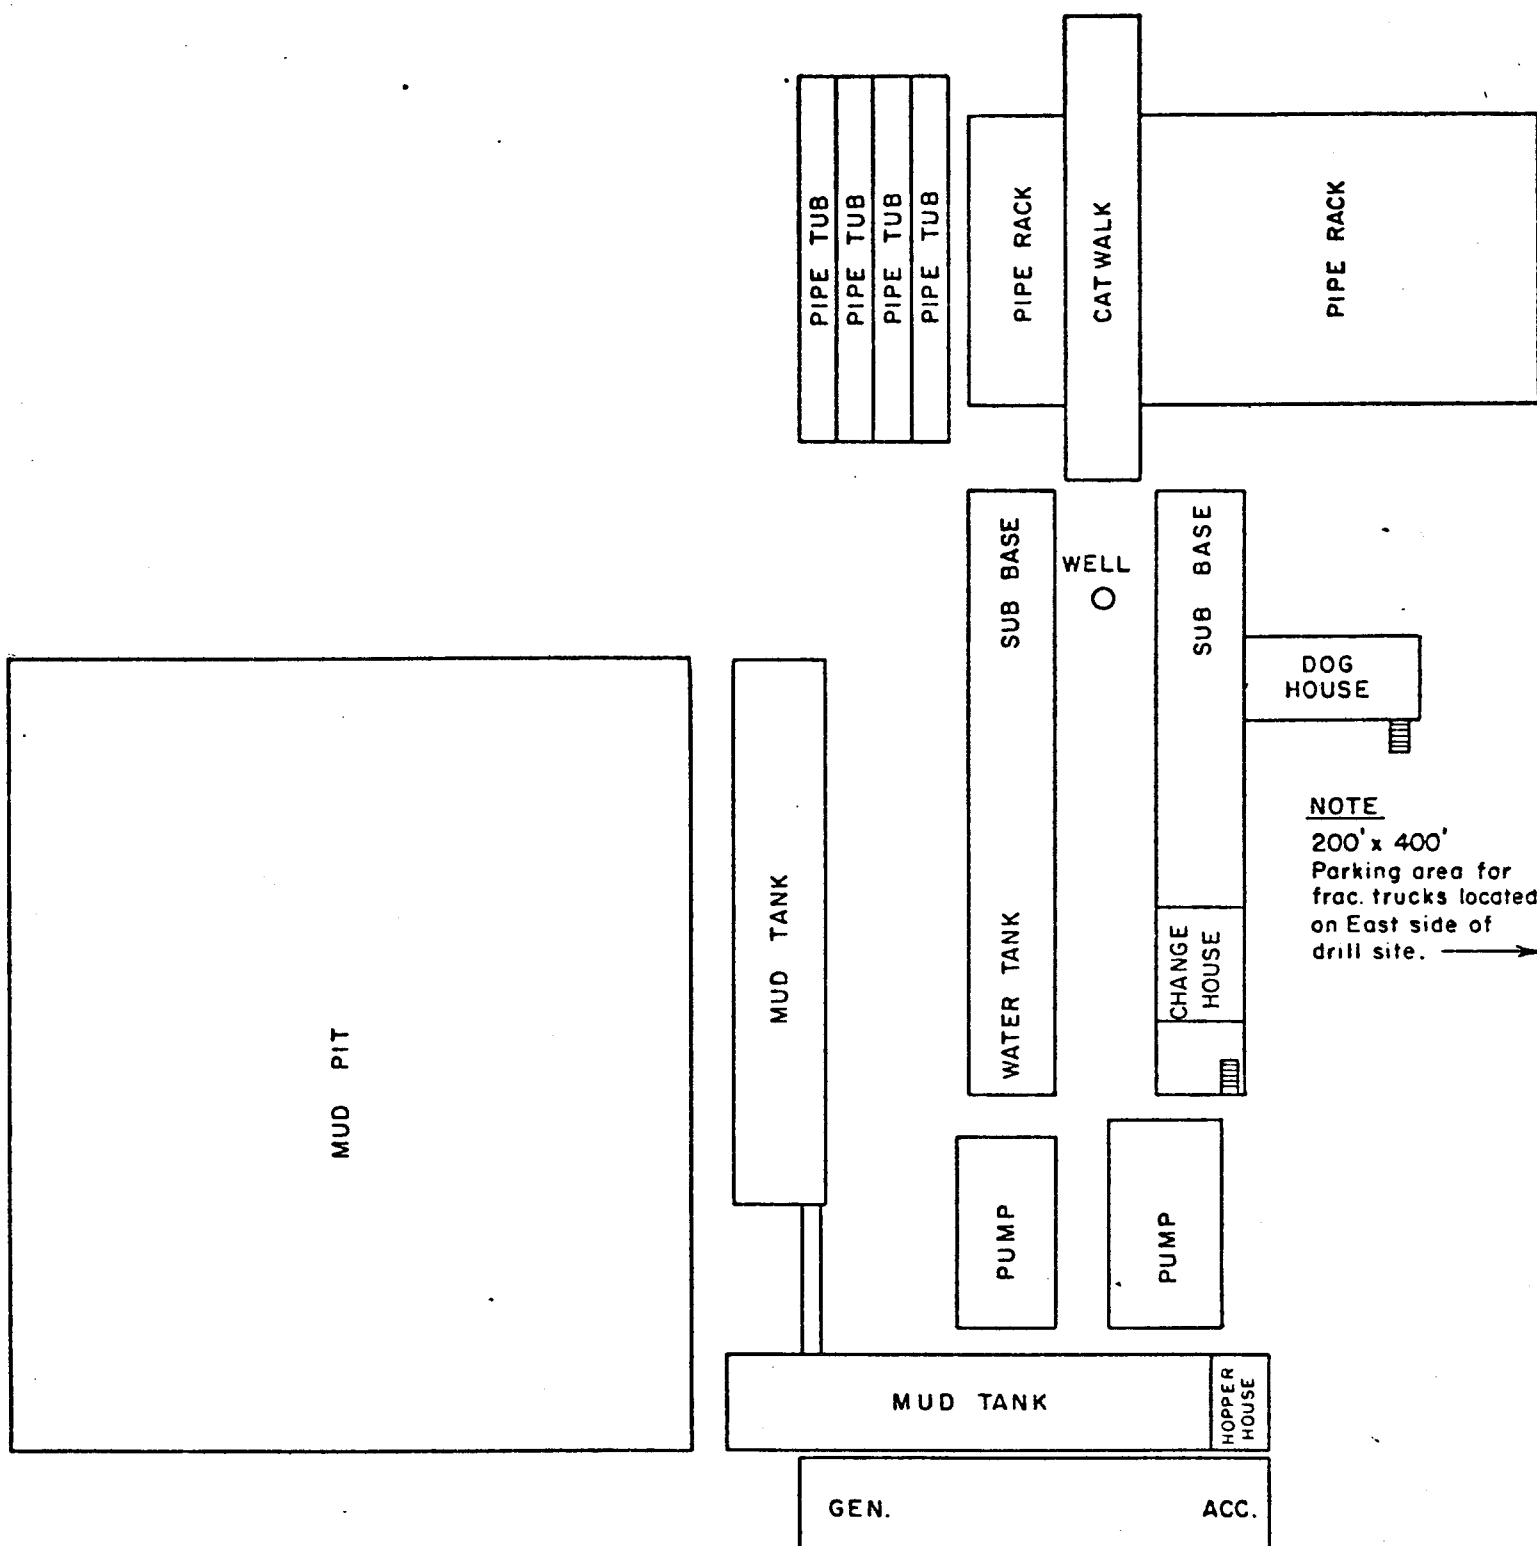 PIPE TUB
PIPE TUB
PIPE TUB
PIPE TUB
PIPE RACK
CAT WALK
PIPE RACK
SUB BASE
WELL
SUB BASE
DOG
HOUSE
NOTE
200' x 400'
Parking area for
frac. trucks located
on East side of
drill site.
MUD PIT
MUD TANK
WATER TANK
CHANGE
HOUSE
PUMP
PUMP
MUD TANK
HOPPER
HOUSE
GEN.
ACC.